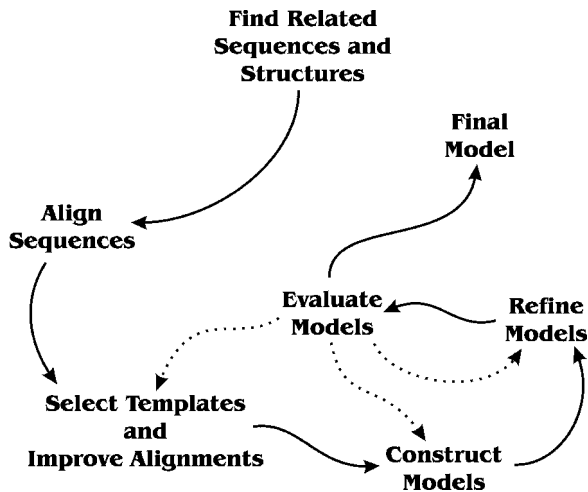 Find Related
Sequences and
Structures
Final
Model
Align
Sequences
Evaluate
Models
Refine
Models
Select Templates
and
Improve Alignments
Construct
Models